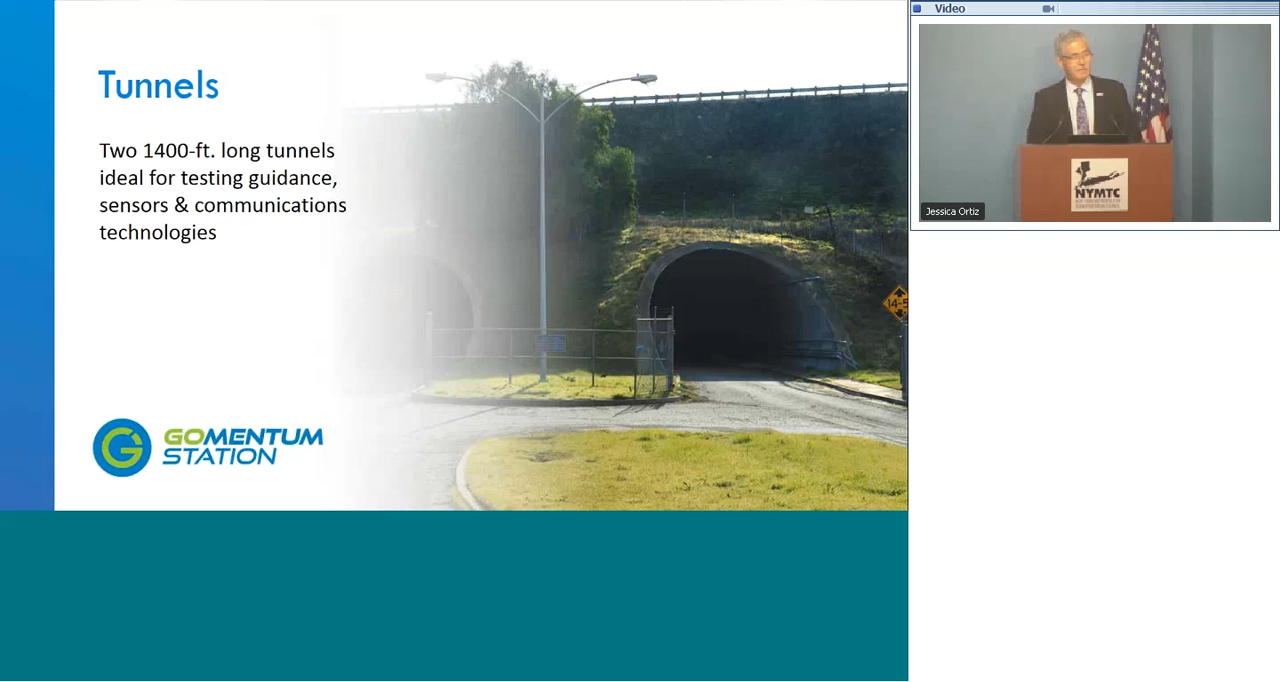 Tunnels
Two 1400-ft. long tunnels
ideal for testing guidance,
sensors & communications
technologies
GOMENTUM
STATION
Video
NYMTC
Jessica Ortiz